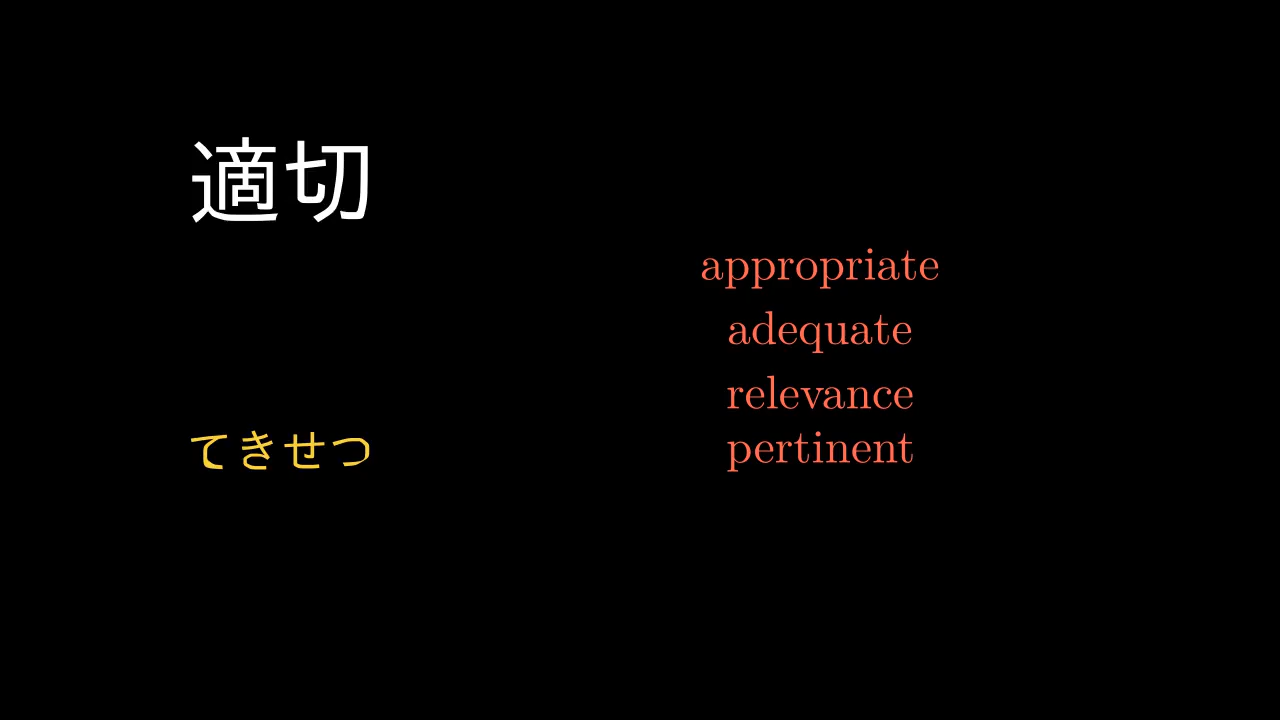 適切
てきせつ
appropriate
adequate
relevance
pertinent